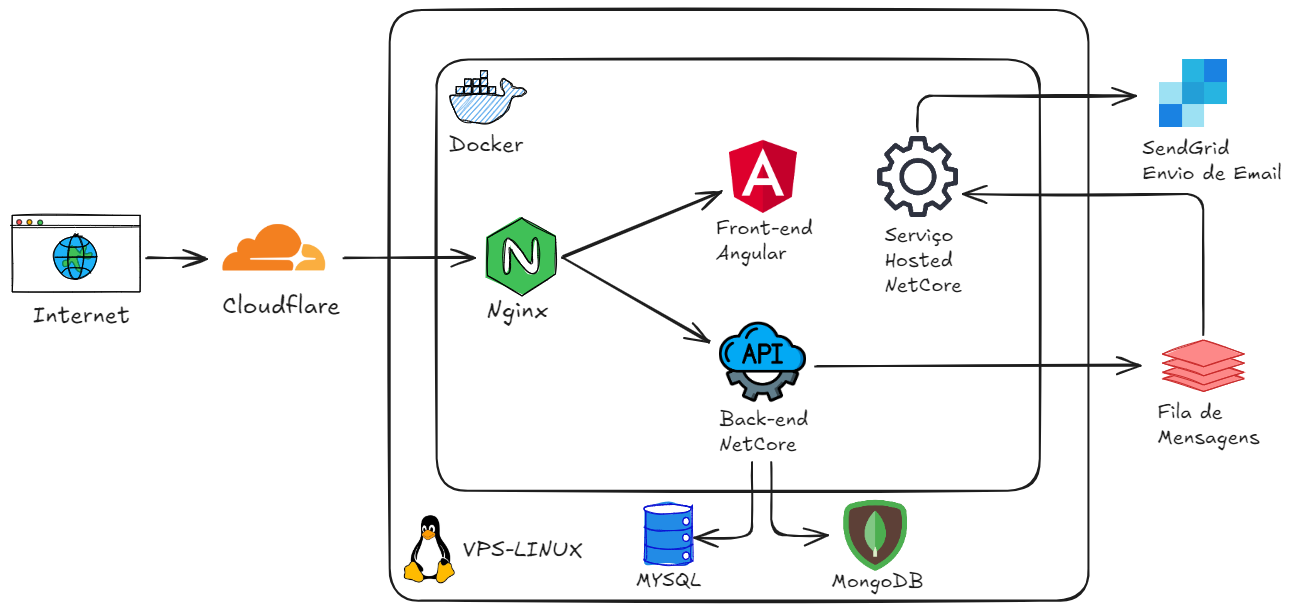 Docker
SendGrid
Envio de Email
Front-end
Angular
Serviço
Hosted
NetCore
Internet
Cloudflare
N
Nginx
API
Back-end
NetCore
Fila de
Mensagens
VPS-LINUX
MYSQL
MongoDB